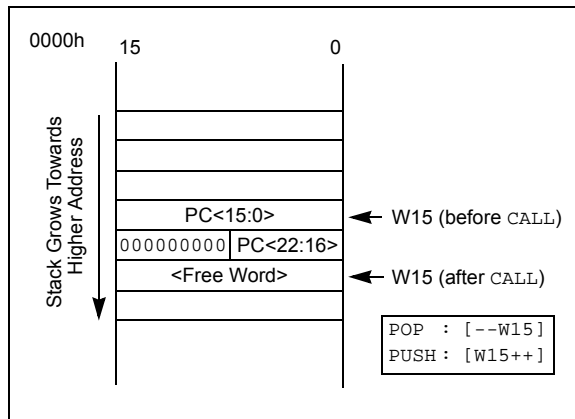 0000h
15 0
Stack Grows Towards
Higher Address
PC<15:0>
W15 (before CALL)
000000000 PC<22:16>
<Free Word>
W15 (after CALL)
POP : [--W15]
PUSH : [W15++]